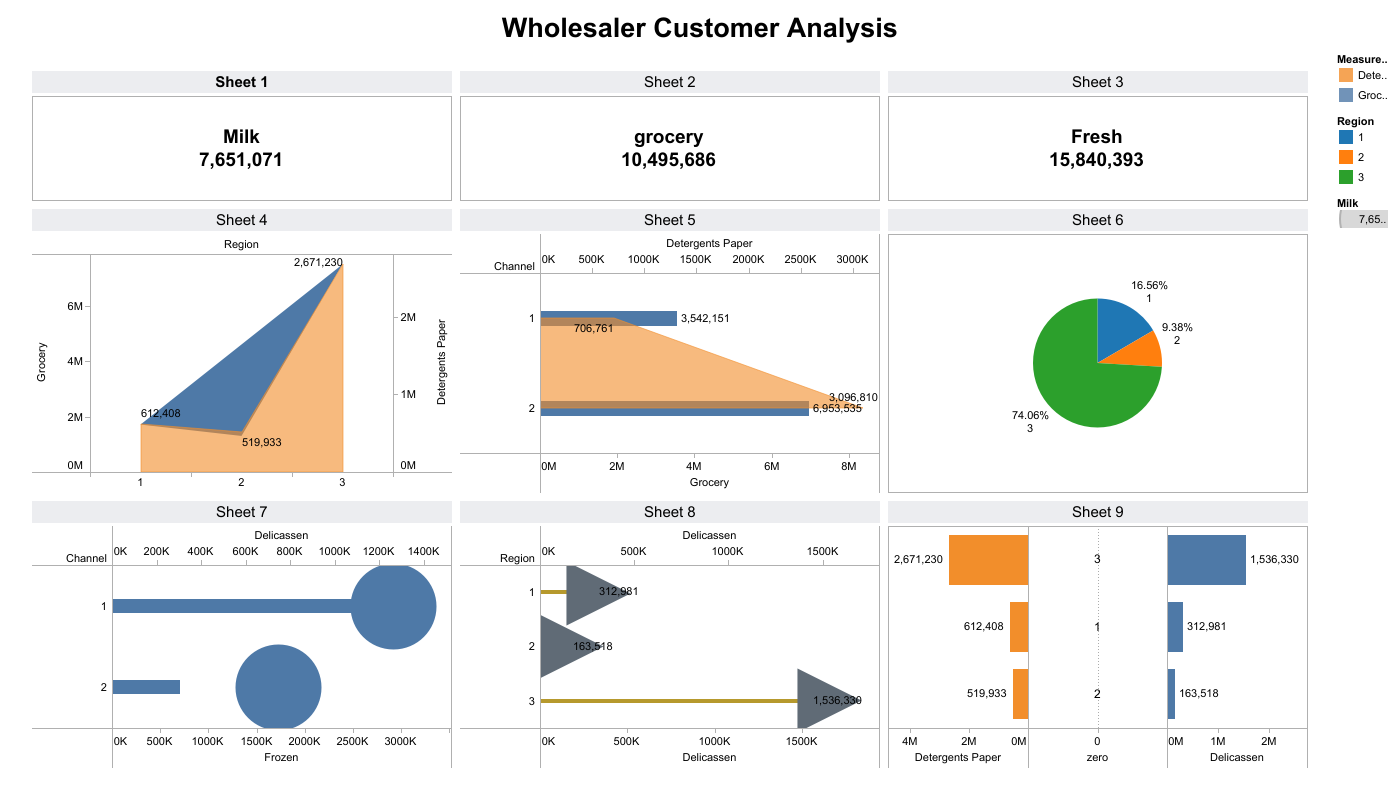 Wholesaler Customer Analysis
Sheet 1
Milk
7,651,071
Sheet 2
grocery
10,495,686
Sheet 3
Fresh
15,840,393
Measure..
Dete..
Groc..
Region
1
2
3
Milk
7,65..
Sheet 4
Region
2,671,230
6M
4M
2M
0M
Grocery
612,408
519,933
2M
1M
0M
Detergents Paper
1 2 3
Sheet 5
Detergents Paper
Channel 0K 500K 1000K 1500K 2000K 2500K 3000K
1 3,542,151
706,761
3,096,810
2 6,953,535
0M 2M 4M 6M 8M
Grocery
Sheet 6
16.56%
1
9.38%
2
74.06%
3
Sheet 7
Delicassen
Channel 0K 200K 400K 600K 800K 1000K 1200K 1400K
1
2
0K 500K 1000K 1500K 2000K 2500K 3000K
Frozen
Sheet 8
Delicassen
Region 0K 500K 1000K 1500K
1 312,981
2 163,518
3 1,536,330
0K 500K 1000K 1500K
Delicassen
Sheet 9
2,671,230 3 1,536,330
612,408 1 312,981
519,933 2 163,518
4M 2M 0M 0 0M 1M 2M
Detergents Paper zero Delicassen